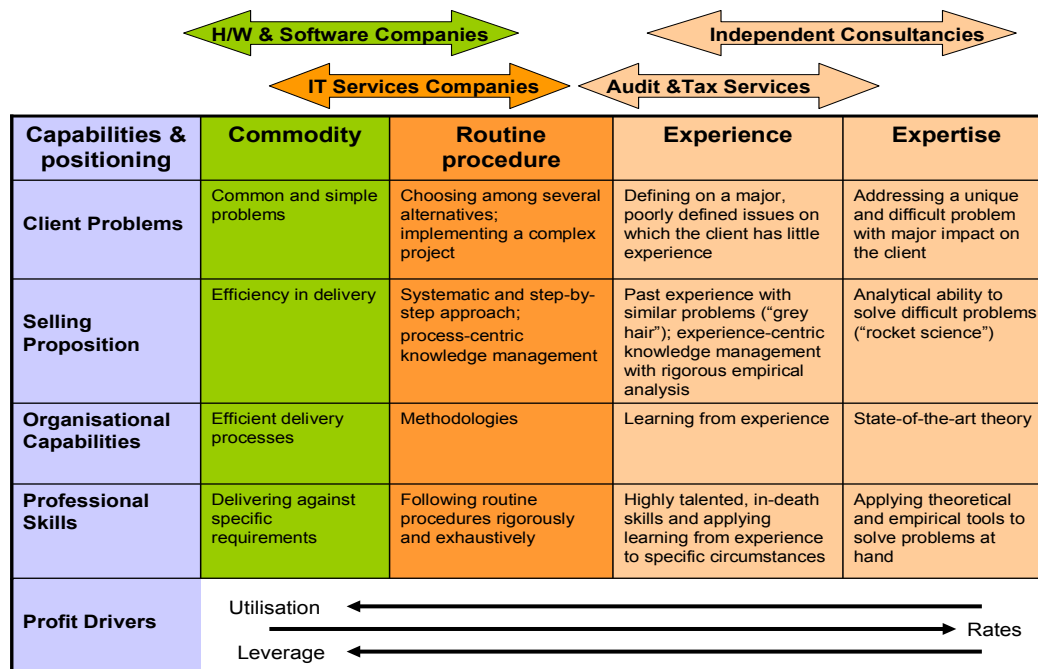 H/W & Software Companies
Independent Consultancies
IT Services Companies
Audit &Tax Services
Capabilities &
positioning
Commodity
Routine
procedure
Experience
Expertise
Client Problems
Common and simple
problems
Choosing among several
alternatives;
implementing a complex
project
Defining on a major,
poorly defined issues on
which the client has little
experience
Addressing a unique
and difficult problem
with major impact on
the client
Selling
Proposition
Efficiency in delivery
Systematic and step-by-
step approach;
process-centric
knowledge management
Past experience with
similar problems (“grey
hair”); experience-centric
knowledge management
with rigorous empirical
analysis
Analytical ability to
solve difficult problems
(“rocket science”)
Organisational
Capabilities
Efficient delivery
processes
Methodologies
Learning from experience
State-of-the-art theory
Professional
Skills
Delivering against
specific
requirements
Following routine
procedures rigorously
and exhaustively
Highly talented, in-death
skills and applying
learning from experience
to specific circumstances
Applying theoretical
and empirical tools to
solve problems at
hand
Profit Drivers
Utilisation
Rates
Leverage